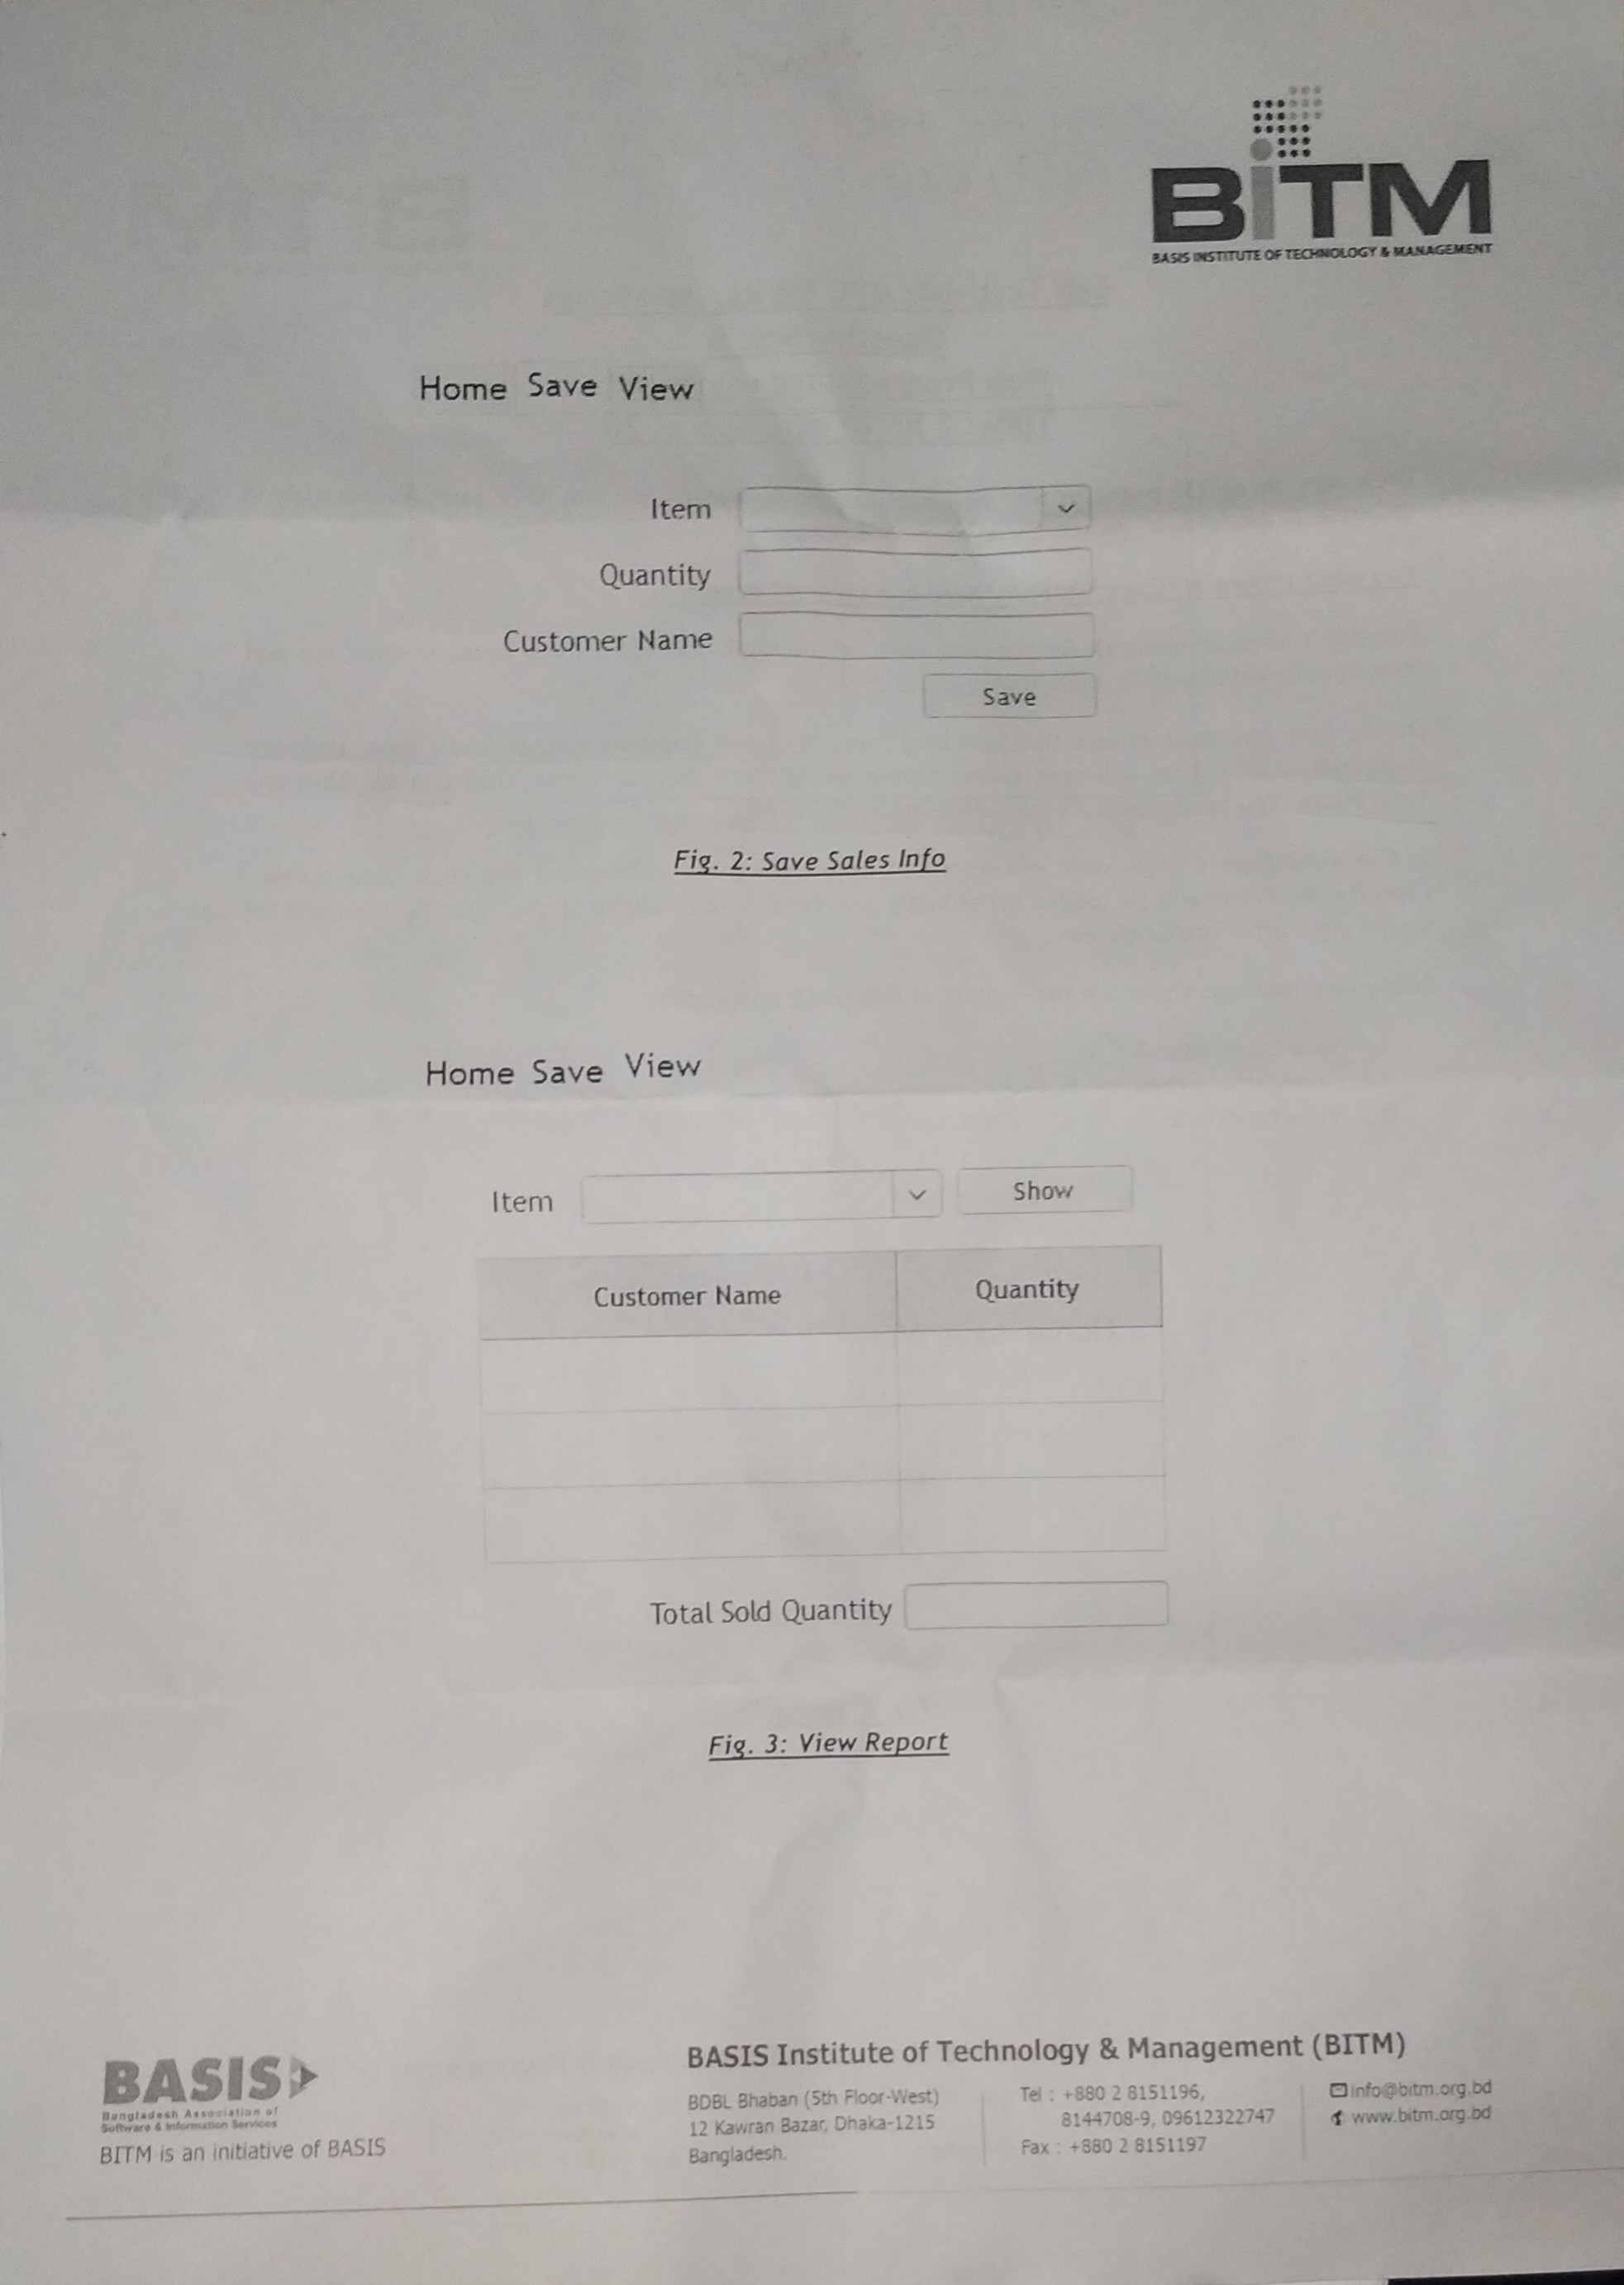 BiTM
BASIS INSTITUTE OF TECHNOLOGY & MANAGEMENT
Home Save View
Item
Quantity
Customer Name
Save
Fig. 2: Save Sales Info
Home Save View
Item Show
Customer Name Quantity
Total Sold Quantity
Fig. 3: View Report
BASIS
Bangladesh Association of
Software & Information Services
BITM is an initiative of BASIS
BASIS Institute of Technology & Management (BITM)
BDBL Bhaban (5th Floor-West)
12 Kawran Bazar, Dhaka-1215
Bangladesh.
Tel : +880 2 8151196,
8144708-9, 09612322747
Fax : +880 2 8151197
info@bitm.org.bd
www.bitm.org.bd